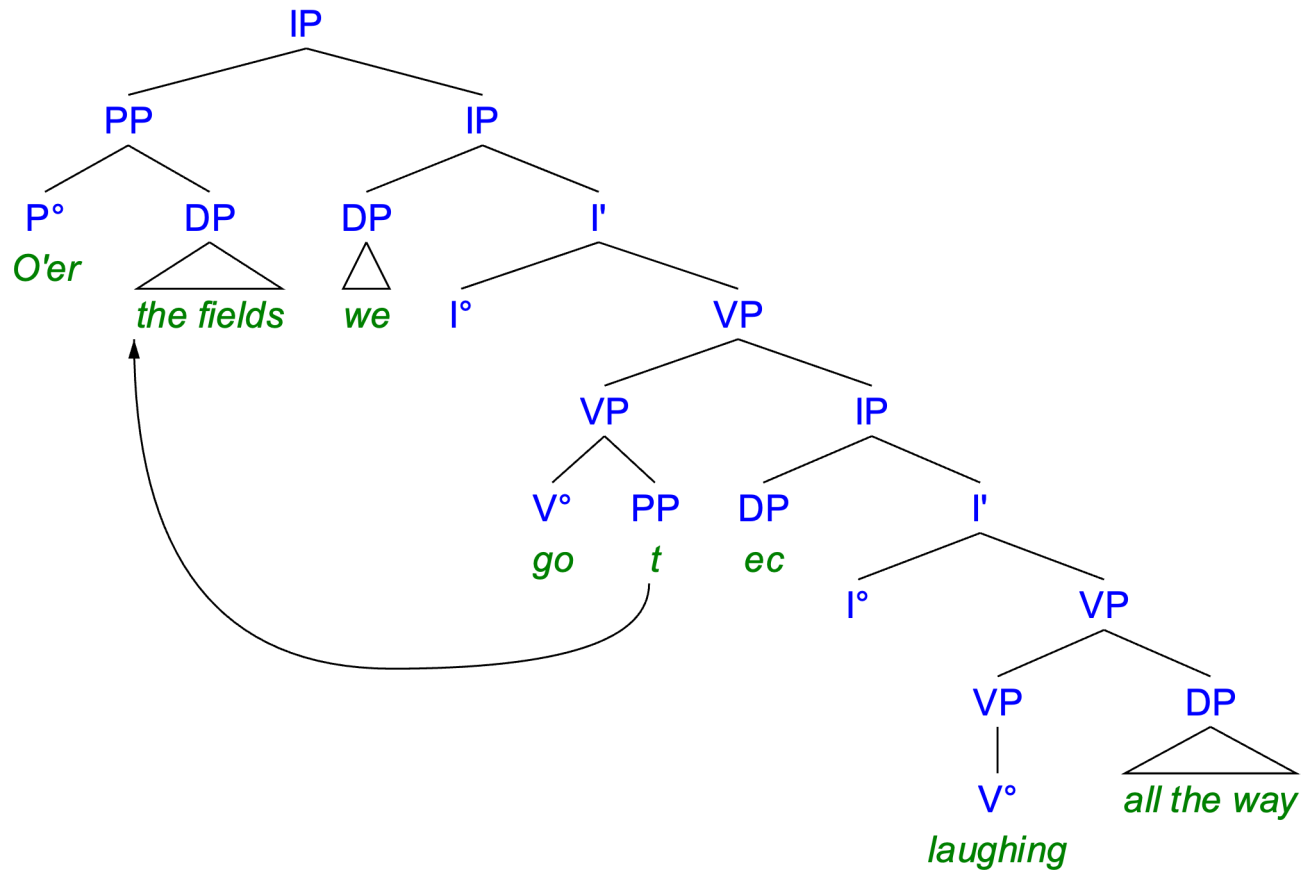 IP
PP IP
P° DP DP I'
O'er
the fields we I° VP
VP IP
V° PP DP I'
go t ec
I° VP
VP DP
V° all the way
laughing